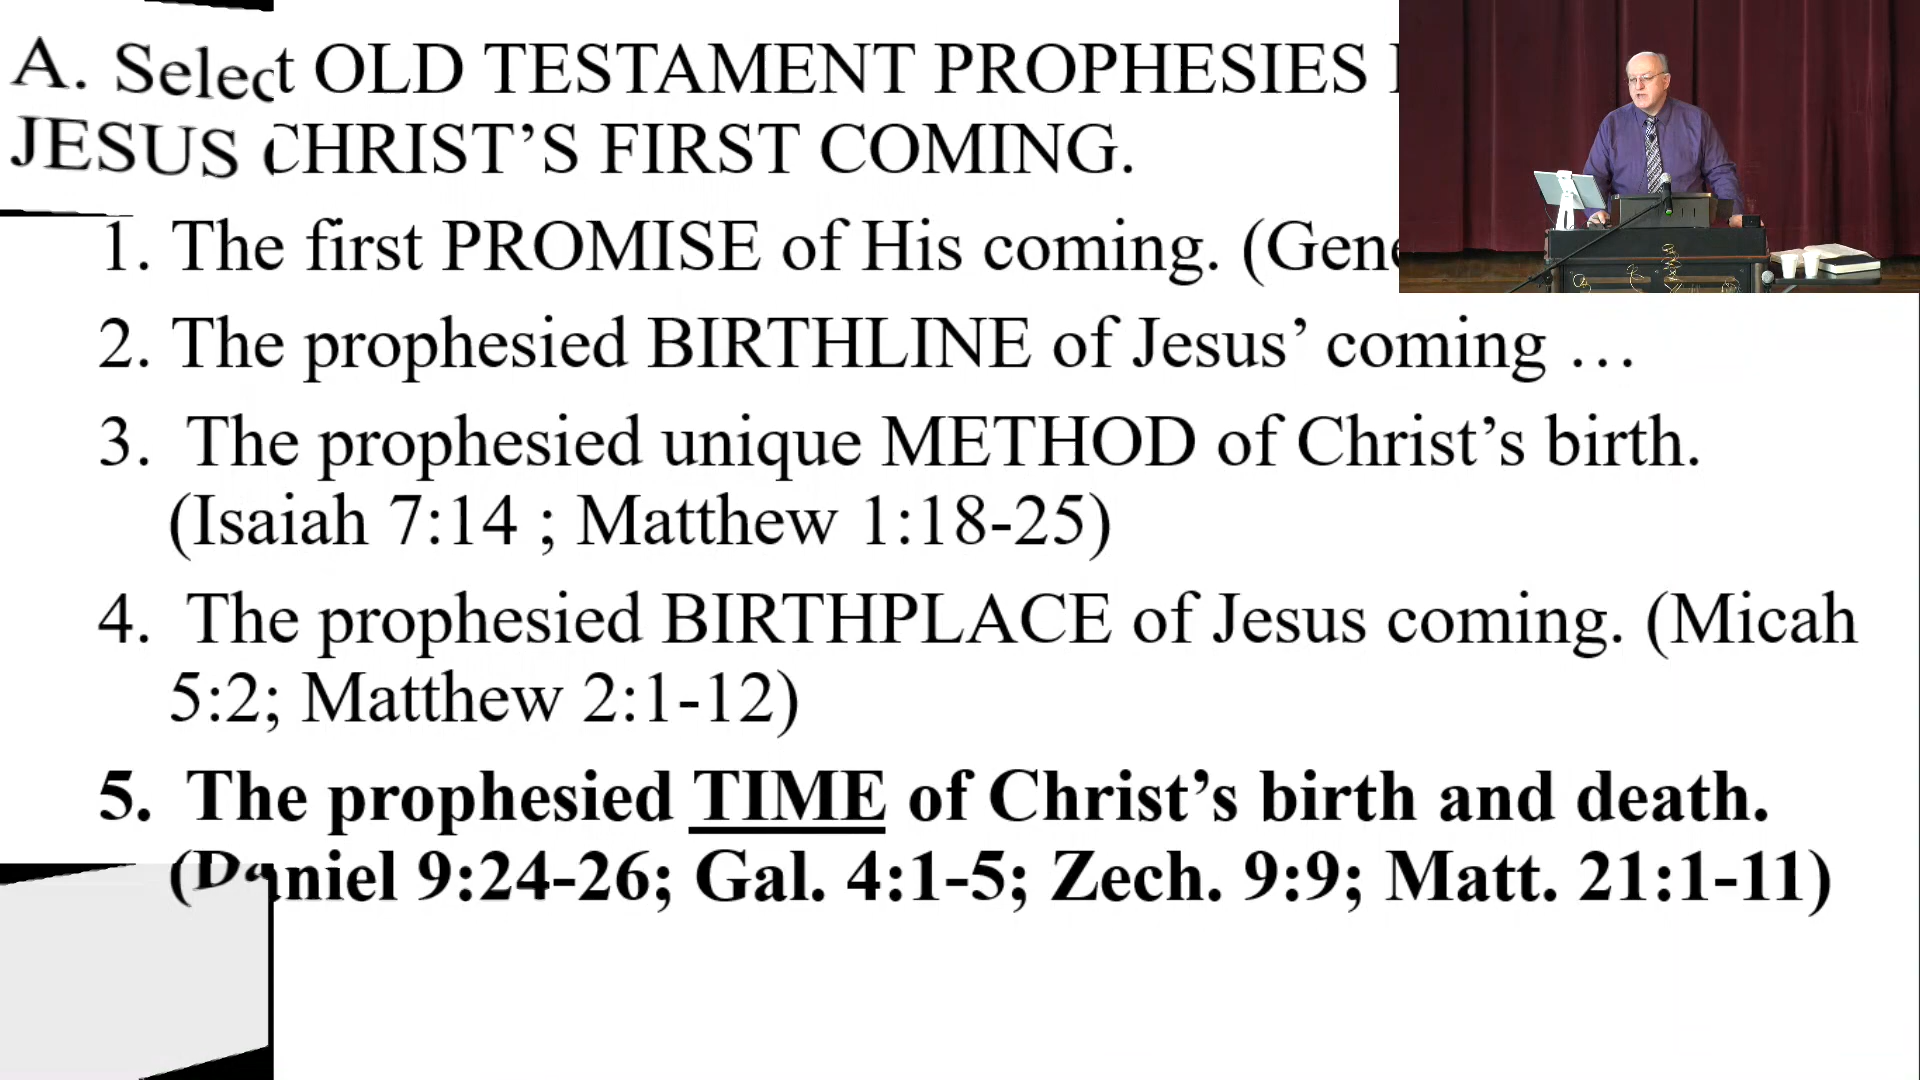 A. Select OLD TESTAMENT PROPHESIES
JESUS CHRIST’S FIRST COMING.
1. The first PROMISE of His coming. (Gene
2. The prophesied BIRTHLINE of Jesus’ coming …
3. The prophesied unique METHOD of Christ’s birth.
(Isaiah 7:14 ; Matthew 1:18-25)
4. The prophesied BIRTHPLACE of Jesus coming. (Micah
5:2; Matthew 2:1-12)
5. The prophesied TIME of Christ’s birth and death.
(Daniel 9:24-26; Gal. 4:1-5; Zech. 9:9; Matt. 21:1-11)